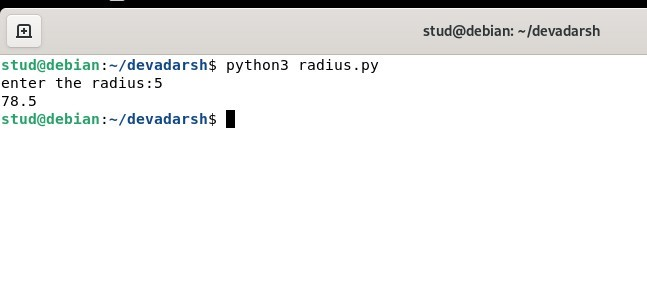 stud@debian: ~/devadarsh
stud@debian:~/devadarsh$ python3 radius.py
enter the radius:5
78.5
stud@debian:~/devadarsh$